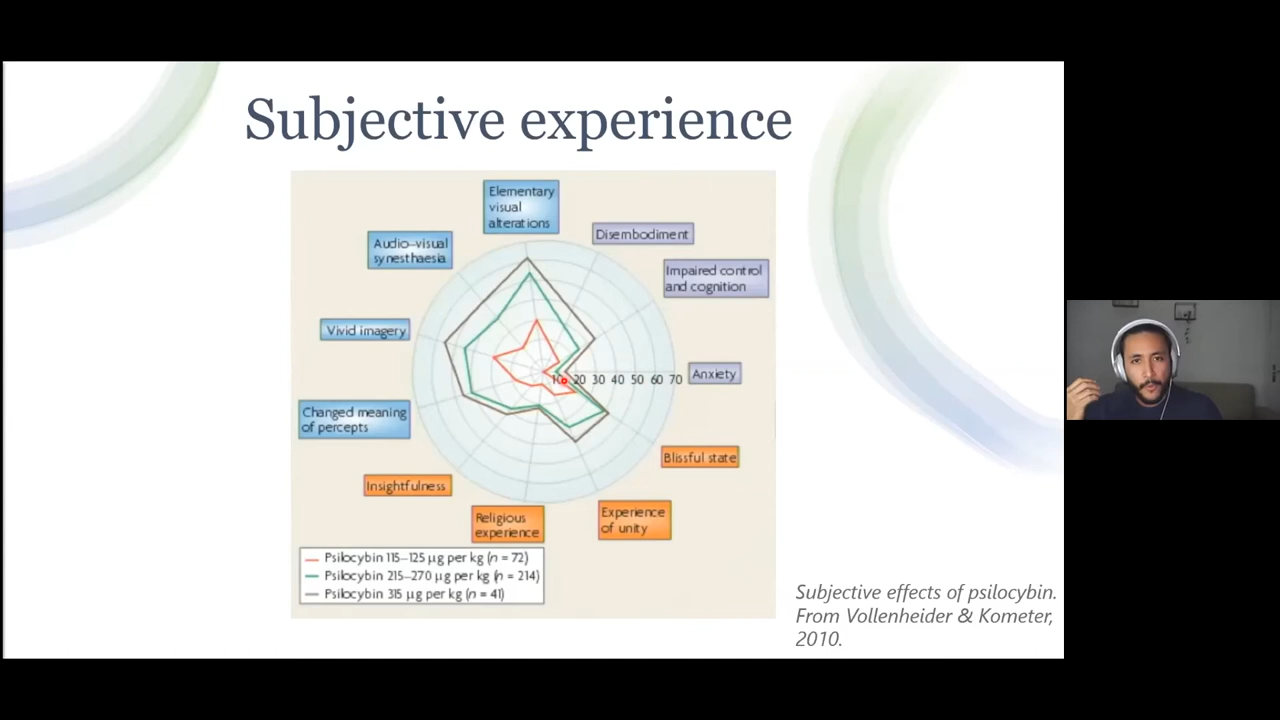 Subjective experience
Elementary
visual
alterations
Disembodiment
Audio-visual
synesthaesia
Impaired control
and cognition
Vivid imagery
Anxiety
10 20 30 40 50 60 70
Changed meaning
of percepts
Blissful state
Insightfulness
Religious
experience
Experience
of unity
Psilocybin 115–125 µg per kg (n = 72)
Psilocybin 215–270 µg per kg (n = 214)
Psilocybin 315 µg per kg (n = 41)
Subjective effects of psilocybin.
From Vollenheider & Kometer,
2010.